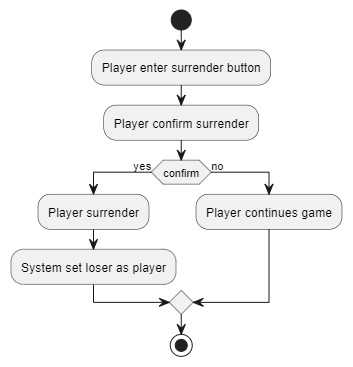 Player enter surrender button
Player confirm surrender
yes
confirm
no
Player surrender
Player continues game
System set loser as player